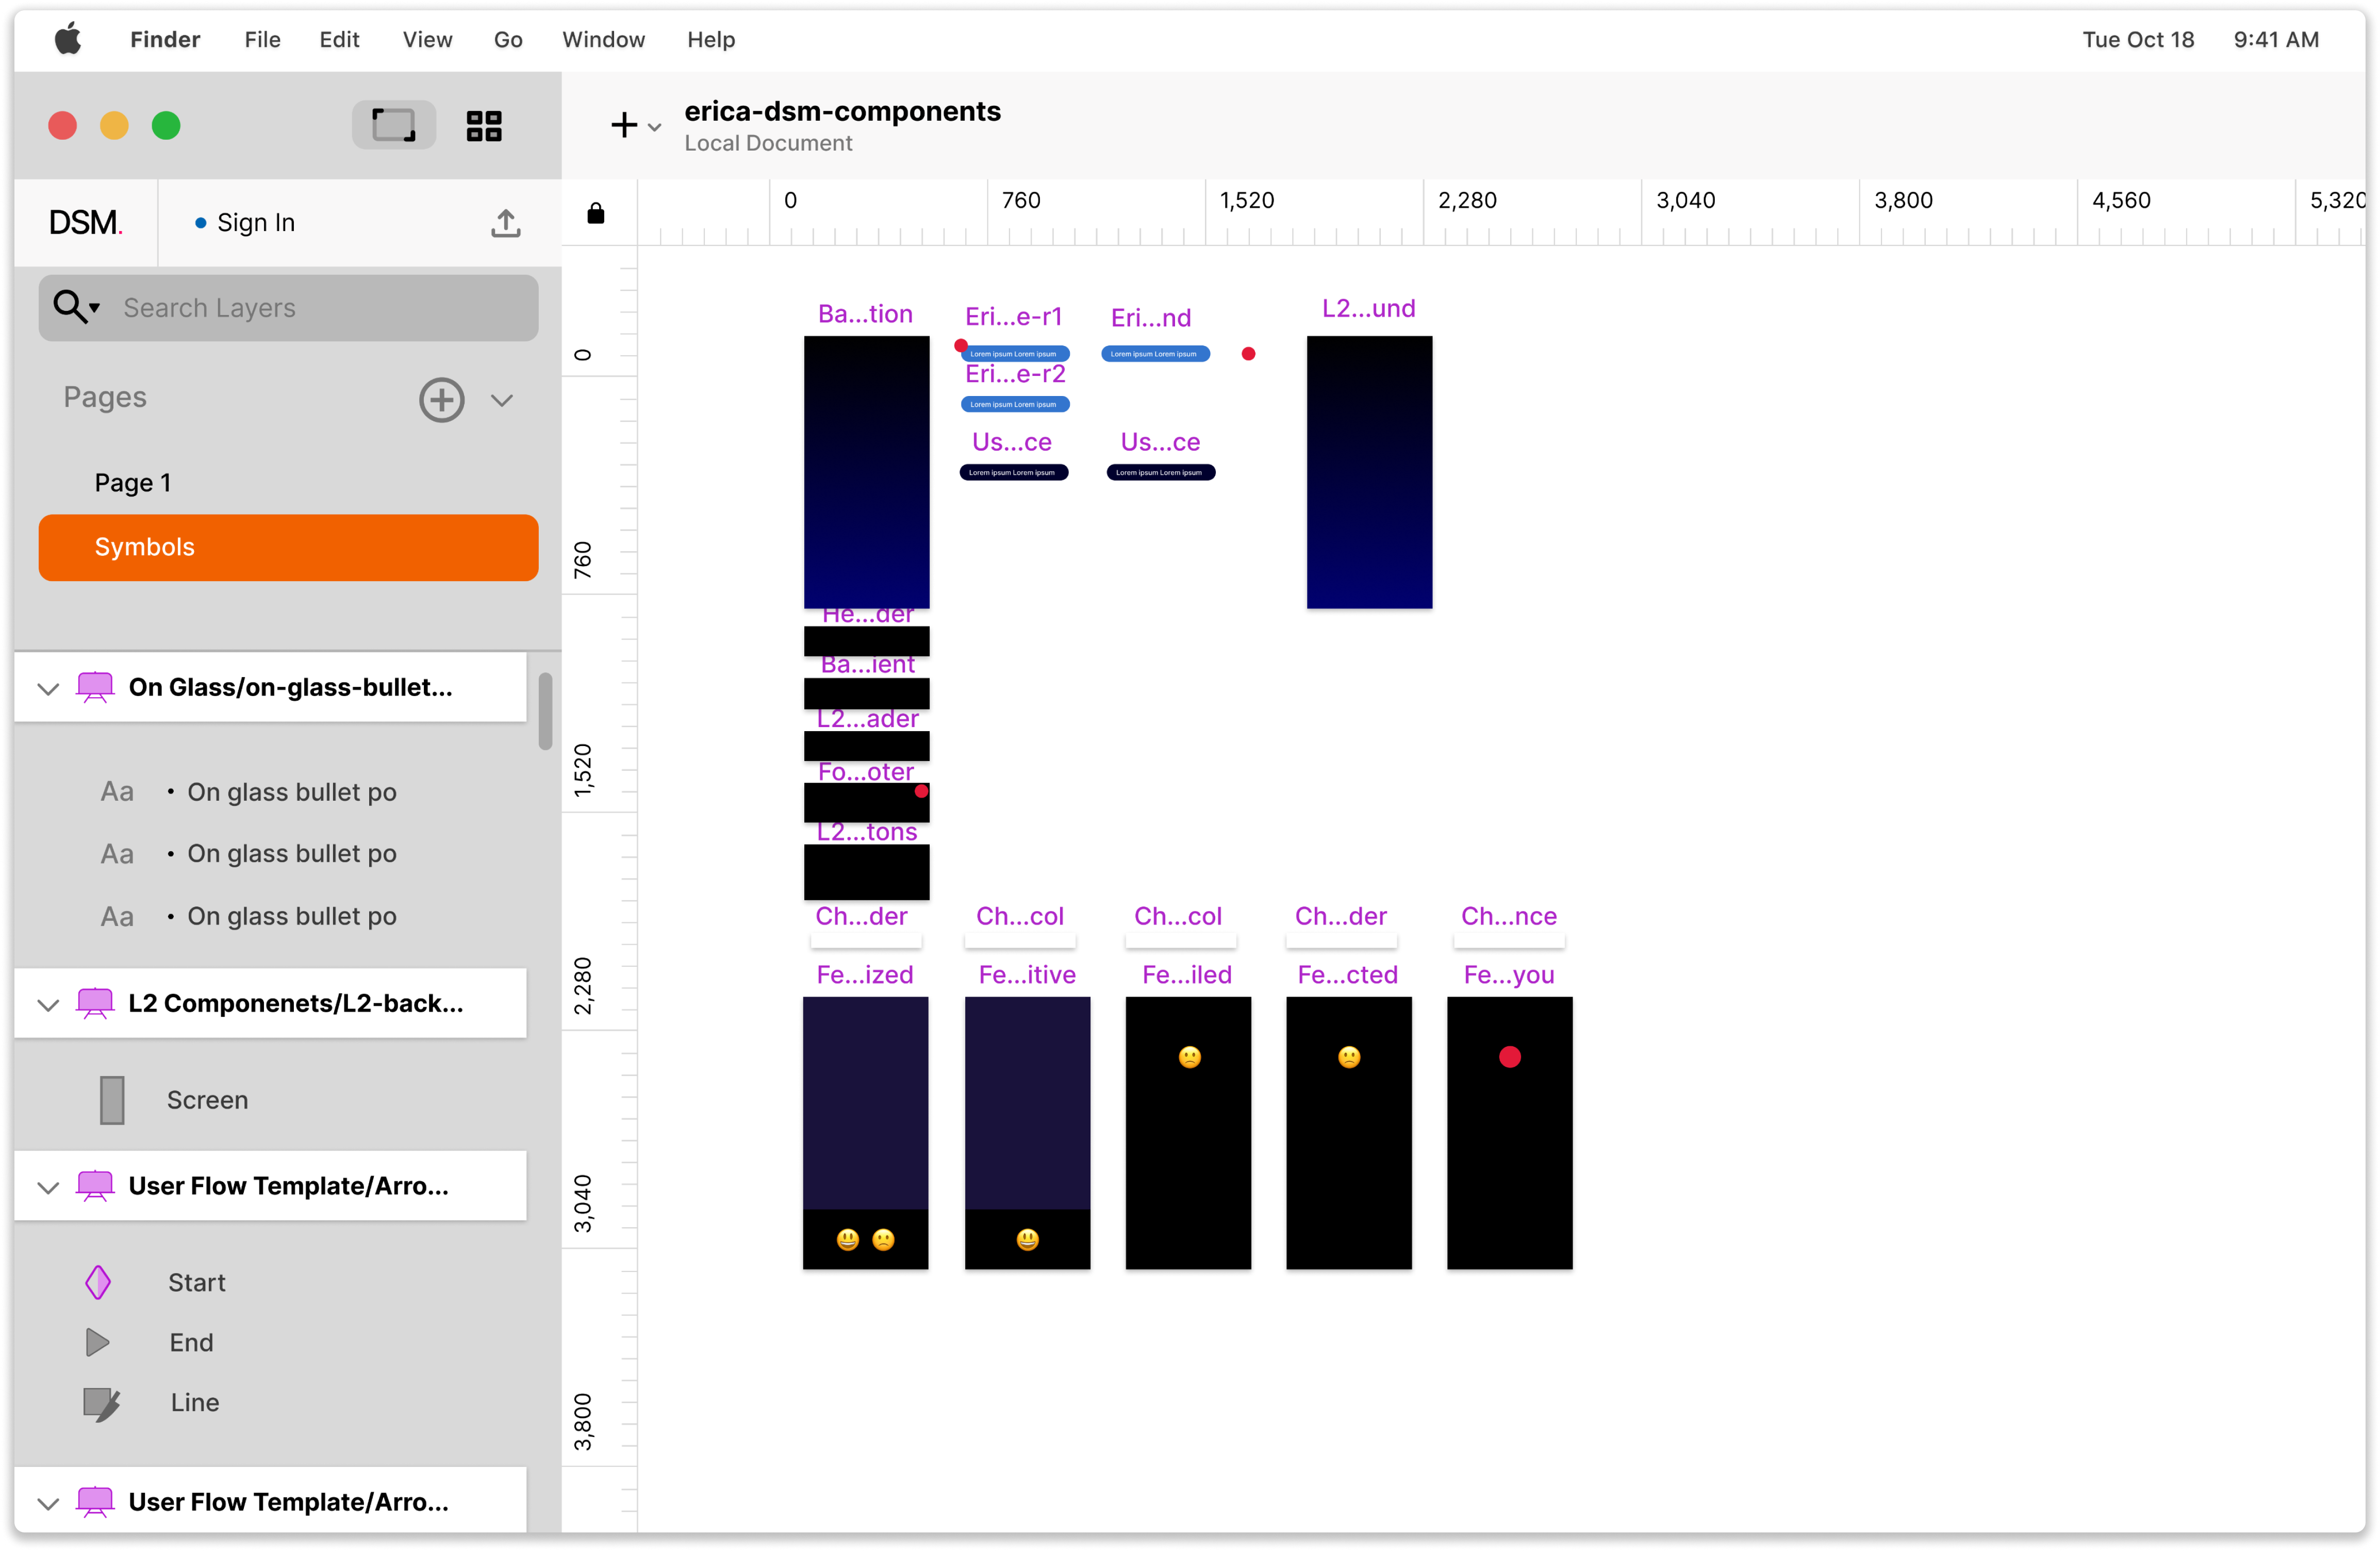 Finder File Edit View Go Window Help Tue Oct 18 9:41 AM
erica-dsm-components
Local Document
DSM.
Sign In
Search Layers
Pages
Page 1
Symbols
On Glass/on-glass-bullet...
Aa • On glass bullet po
Aa • On glass bullet po
Aa • On glass bullet po
L2 Componenets/L2-back...
Screen
User Flow Template/Arro...
Start
End
Line
User Flow Template/Arro...
0 760 1,520 2,280 3,040 3,800 4,560 5,320
0
760
1,520
2,280
3,040
3,800
Ba...tion Eri...e-r1 Eri...nd L2...und
Lorem ipsum Lorem ipsum Lorem ipsum Lorem ipsum
Eri...e-r2
Lorem ipsum Lorem ipsum
Us...ce Us...ce
Lorem ipsum Lorem ipsum Lorem ipsum Lorem ipsum
He...der
Ba...ient
L2...ader
Fo...oter
L2...tons
Ch...der Ch...col Ch...col Ch...der Ch...nce
Fe...ized Fe...itive Fe...iled Fe...cted Fe...you